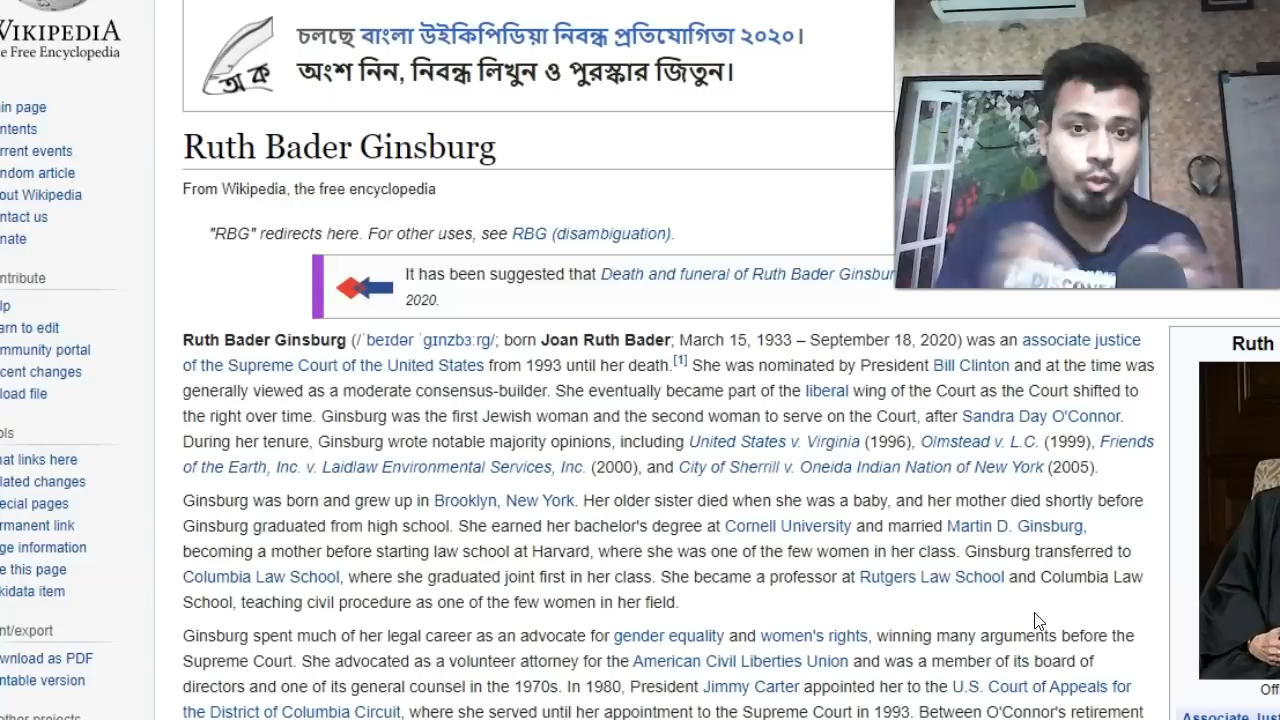 WIKIPEDIA
The Free Encyclopedia
in page
ntents
rrent events
ndom article
out Wikipedia
ntact us
nate
ntribute
lp
arn to edit
mmunity portal
cent changes
load file
ols
hat links here
lated changes
ecial pages
rmanent link
ge information
e this page
kidata item
nt/export
wnload as PDF
ntable version
other projects
চলছে বাংলা উইকিপিডিয়া নিবন্ধ প্রতিযোগিতা ২০২০।
অংশ নিন, নিবন্ধ লিখুন ও পুরস্কার জিতুন।
অ ক
Ruth Bader Ginsburg
From Wikipedia, the free encyclopedia
"RBG" redirects here. For other uses, see RBG (disambiguation).
It has been suggested that Death and funeral of Ruth Bader Ginsbur
2020.
Ruth Bader Ginsburg (/ˈbeɪdər ˈɡɪnzbɜːrɡ/; born Joan Ruth Bader; March 15, 1933 – September 18, 2020) was an associate justice
of the Supreme Court of the United States from 1993 until her death.[1] She was nominated by President Bill Clinton and at the time was
generally viewed as a moderate consensus-builder. She eventually became part of the liberal wing of the Court as the Court shifted to
the right over time. Ginsburg was the first Jewish woman and the second woman to serve on the Court, after Sandra Day O'Connor.
During her tenure, Ginsburg wrote notable majority opinions, including United States v. Virginia (1996), Olmstead v. L.C. (1999), Friends
of the Earth, Inc. v. Laidlaw Environmental Services, Inc. (2000), and City of Sherrill v. Oneida Indian Nation of New York (2005).
Ginsburg was born and grew up in Brooklyn, New York. Her older sister died when she was a baby, and her mother died shortly before
Ginsburg graduated from high school. She earned her bachelor's degree at Cornell University and married Martin D. Ginsburg,
becoming a mother before starting law school at Harvard, where she was one of the few women in her class. Ginsburg transferred to
Columbia Law School, where she graduated joint first in her class. She became a professor at Rutgers Law School and Columbia Law
School, teaching civil procedure as one of the few women in her field.
Ginsburg spent much of her legal career as an advocate for gender equality and women's rights, winning many arguments before the
Supreme Court. She advocated as a volunteer attorney for the American Civil Liberties Union and was a member of its board of
directors and one of its general counsel in the 1970s. In 1980, President Jimmy Carter appointed her to the U.S. Court of Appeals for
the District of Columbia Circuit, where she served until her appointment to the Supreme Court in 1993. Between O'Connor's retirement
Ruth
Off
Associate Jus
DISCOVE